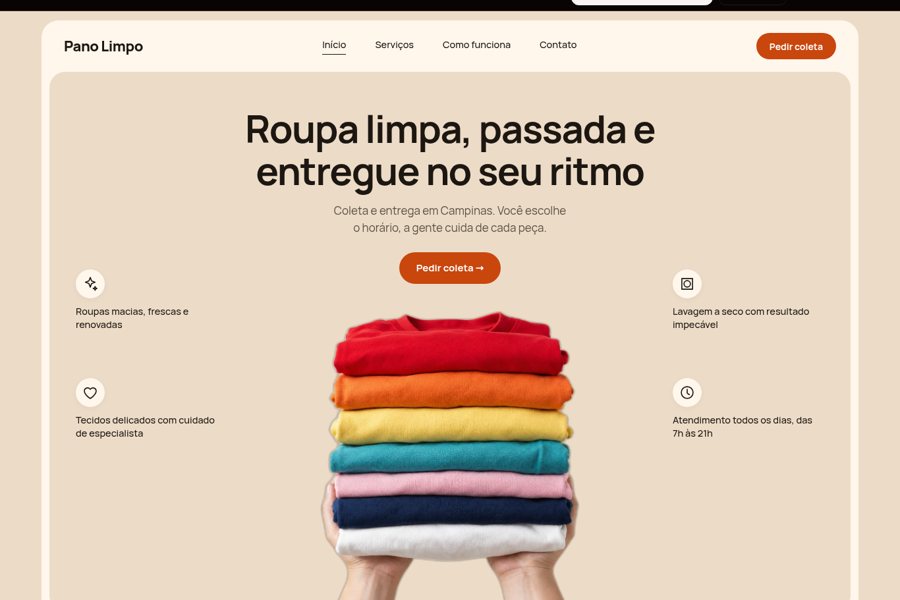 Pano Limpo
Início
Serviços
Como funciona
Contato
Pedir coleta
Roupa limpa, passada e
entregue no seu ritmo
Coleta e entrega em Campinas. Você escolhe
o horário, a gente cuida de cada peça.
Pedir coleta →
Roupas macias, frescas e
renovadas
Tecidos delicados com cuidado
de especialista
Lavagem a seco com resultado
impecável
Atendimento todos os dias, das
7h às 21h